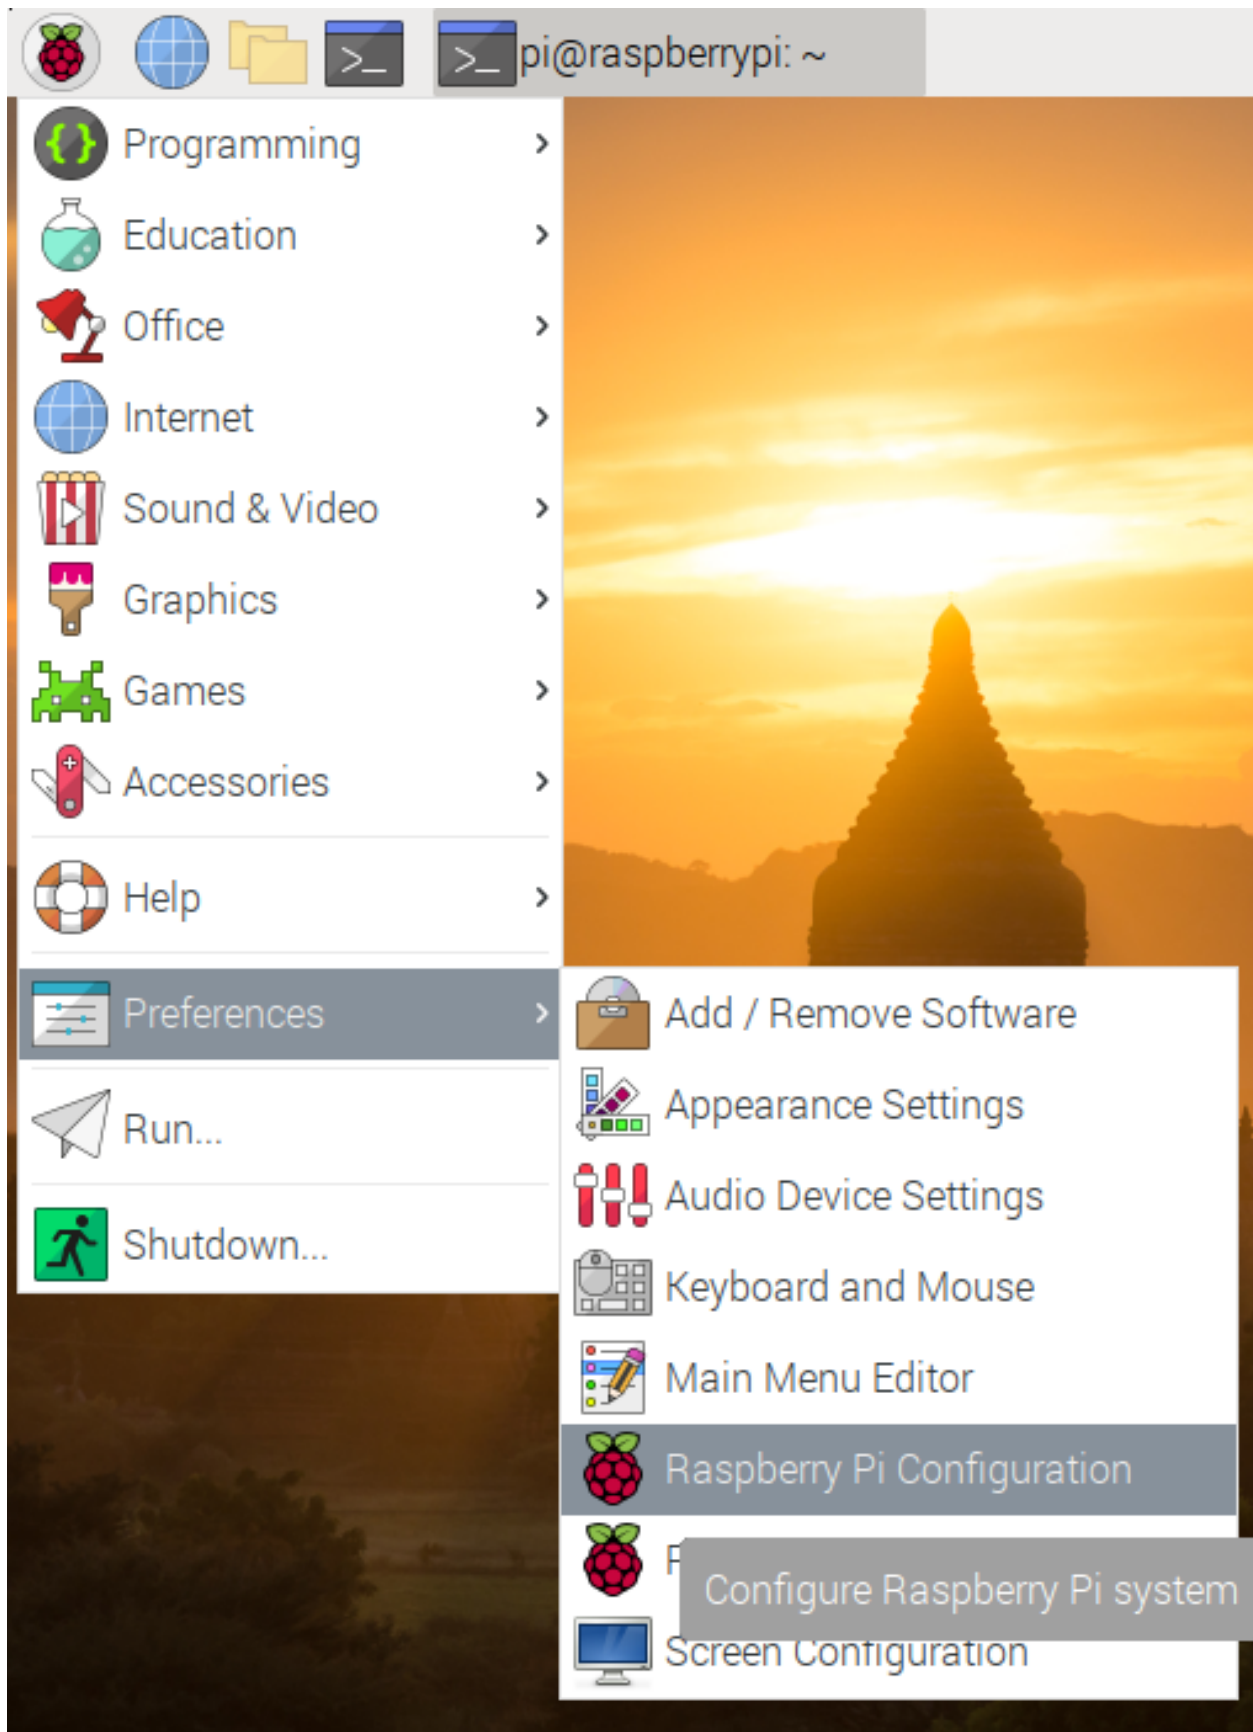 pi@raspberrypi: ~
Programming
Education
Office
Internet
Sound & Video
Graphics
Games
Accessories
Help
Preferences
Run...
Shutdown...
Add / Remove Software
Appearance Settings
Audio Device Settings
Keyboard and Mouse
Main Menu Editor
Raspberry Pi Configuration
Configure Raspberry Pi system
Screen Configuration